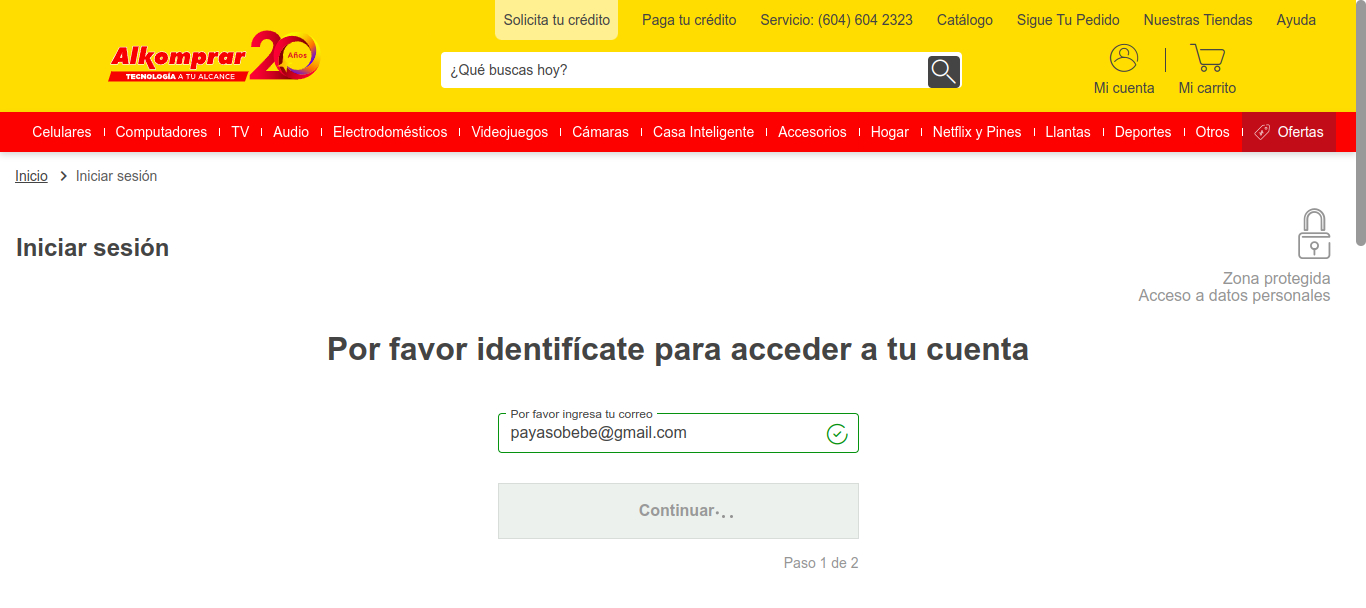 Solicita tu crédito Paga tu crédito Servicio: (604) 604 2323 Catálogo Sigue Tu Pedido Nuestras Tiendas Ayuda
Alkomprar 20 Años
TECNOLOGÍA A TU ALCANCE
¿Qué buscas hoy?
Mi cuenta Mi carrito
Celulares Computadores TV Audio Electrodomésticos Videojuegos Cámaras Casa Inteligente Accesorios Hogar Netflix y Pines Llantas Deportes Otros Ofertas
Inicio Iniciar sesión
Iniciar sesión
Zona protegida
Acceso a datos personales
Por favor identifícate para acceder a tu cuenta
Por favor ingresa tu correo
payasobebe@gmail.com
Continuar...
Paso 1 de 2